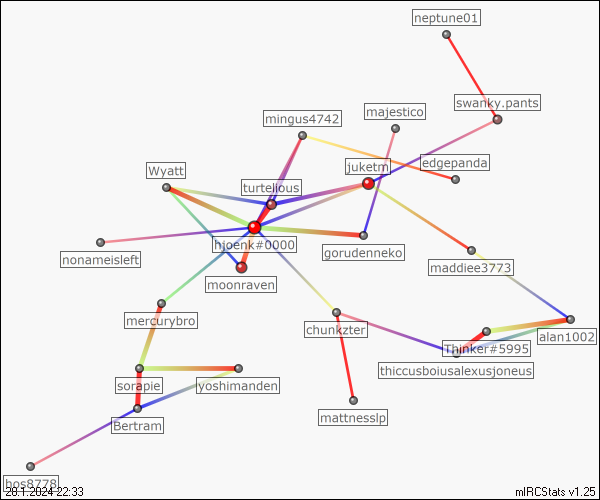 neptune01
swanky.pants
majestico
mingus4742
edgepanda
juketm
Wyatt
turtelious
hjoenk#0000
gorudenneko
nonameisleft
maddiee3773
moonraven
mercurybro
chunkzter
alan1002
Thinker#5995
thiccusboiusalexusjoneus
sorapie
yoshimanden
mattnesslp
Bertram
bos8778
20.1.2024 22:33
mIRCStats v1.25